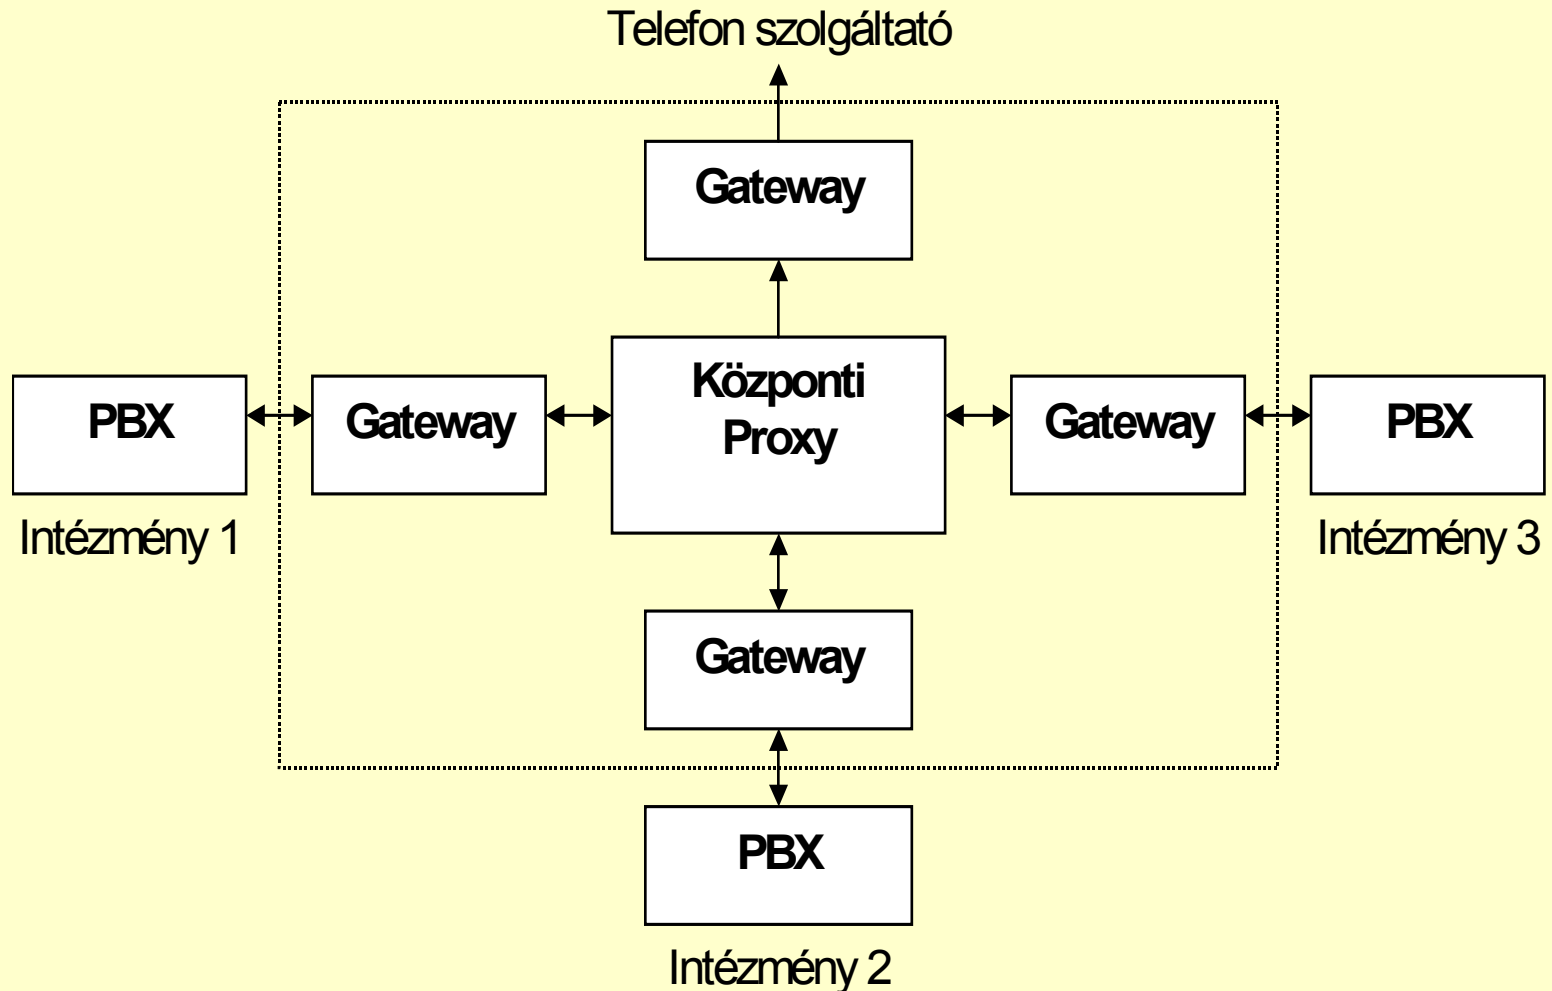 Telefon szolgáltató
Gateway
Központi
Proxy
PBX
Gateway
Gateway
PBX
Intézmény 1
Intézmény 3
Gateway
PBX
Intézmény 2